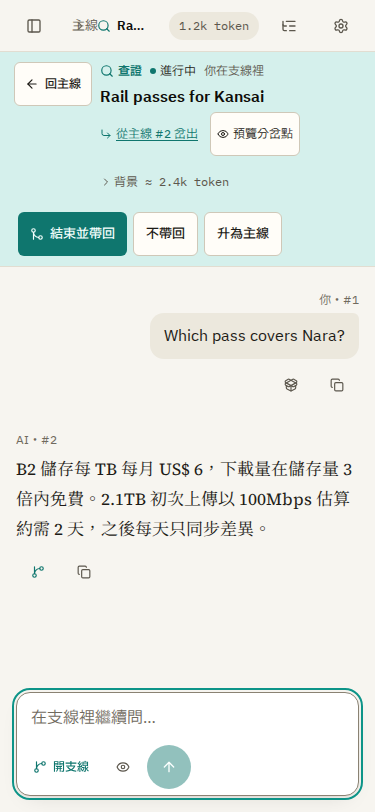 主線 Ra... 1.2k token
回主線
查證 進行中 你在支線裡
Rail passes for Kansai
從主線 #2 岔出 預覽分岔點
背景 ≈ 2.4k token
結束並帶回 不帶回 升為主線
你・#1
Which pass covers Nara?
AI・#2
B2 儲存每 TB 每月 US$ 6，下載量在儲存量 3
倍內免費。2.1TB 初次上傳以 100Mbps 估算
約需 2 天，之後每天只同步差異。
在支線裡繼續問...
開支線